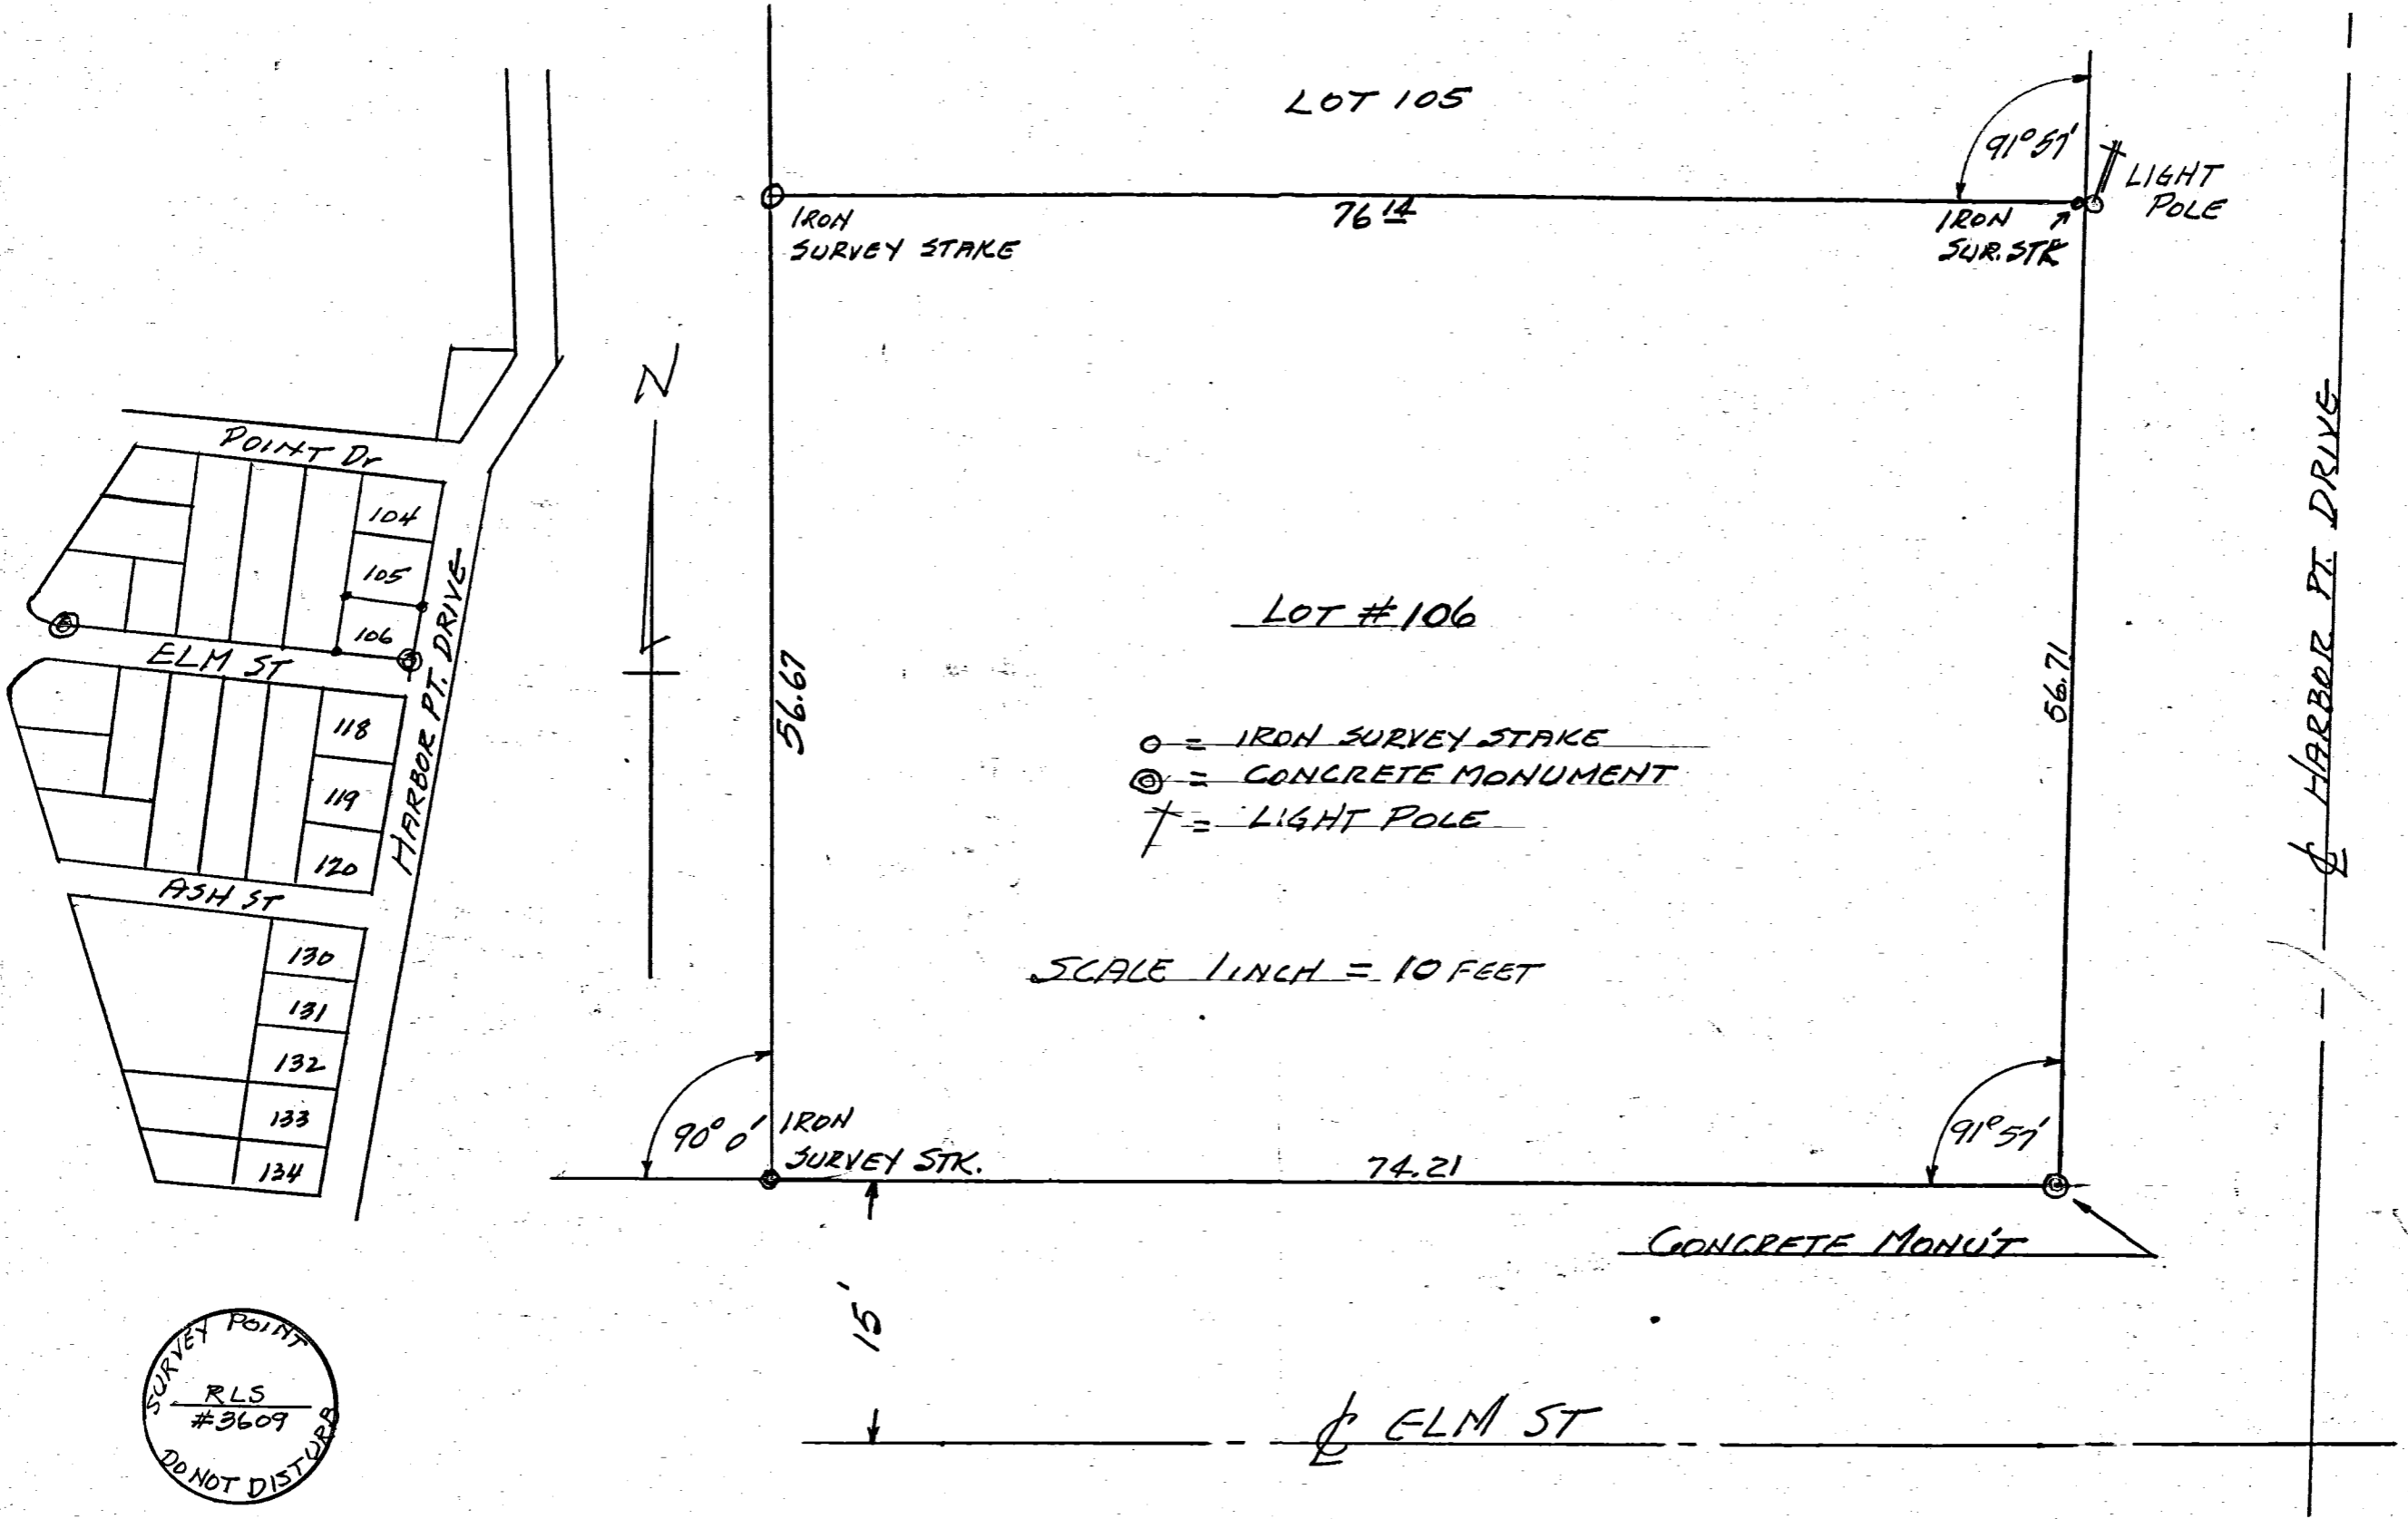 LOT 105
91°57'
LIGHT
POLE
IRON
SURVEY STAKE
76 14
IRON
SUR. STK
N
POINT Dr
104
105
106
ELM ST
HARBOR PT. DRIVE
118
119
120
ASH ST
130
131
132
133
134
56.67
LOT # 106
56.71
HARBOR PT. DRIVE
O = IRON SURVEY STAKE
◎ = CONCRETE MONUMENT
† = LIGHT POLE
SCALE 1 INCH = 10 FEET
90° 0'
IRON
SURVEY STK.
74.21
91° 57'
CONCRETE MONU'T
15'
℄ ELM ST
℄
SURVEY POINT
RLS
#3609
DO NOT DISTURB